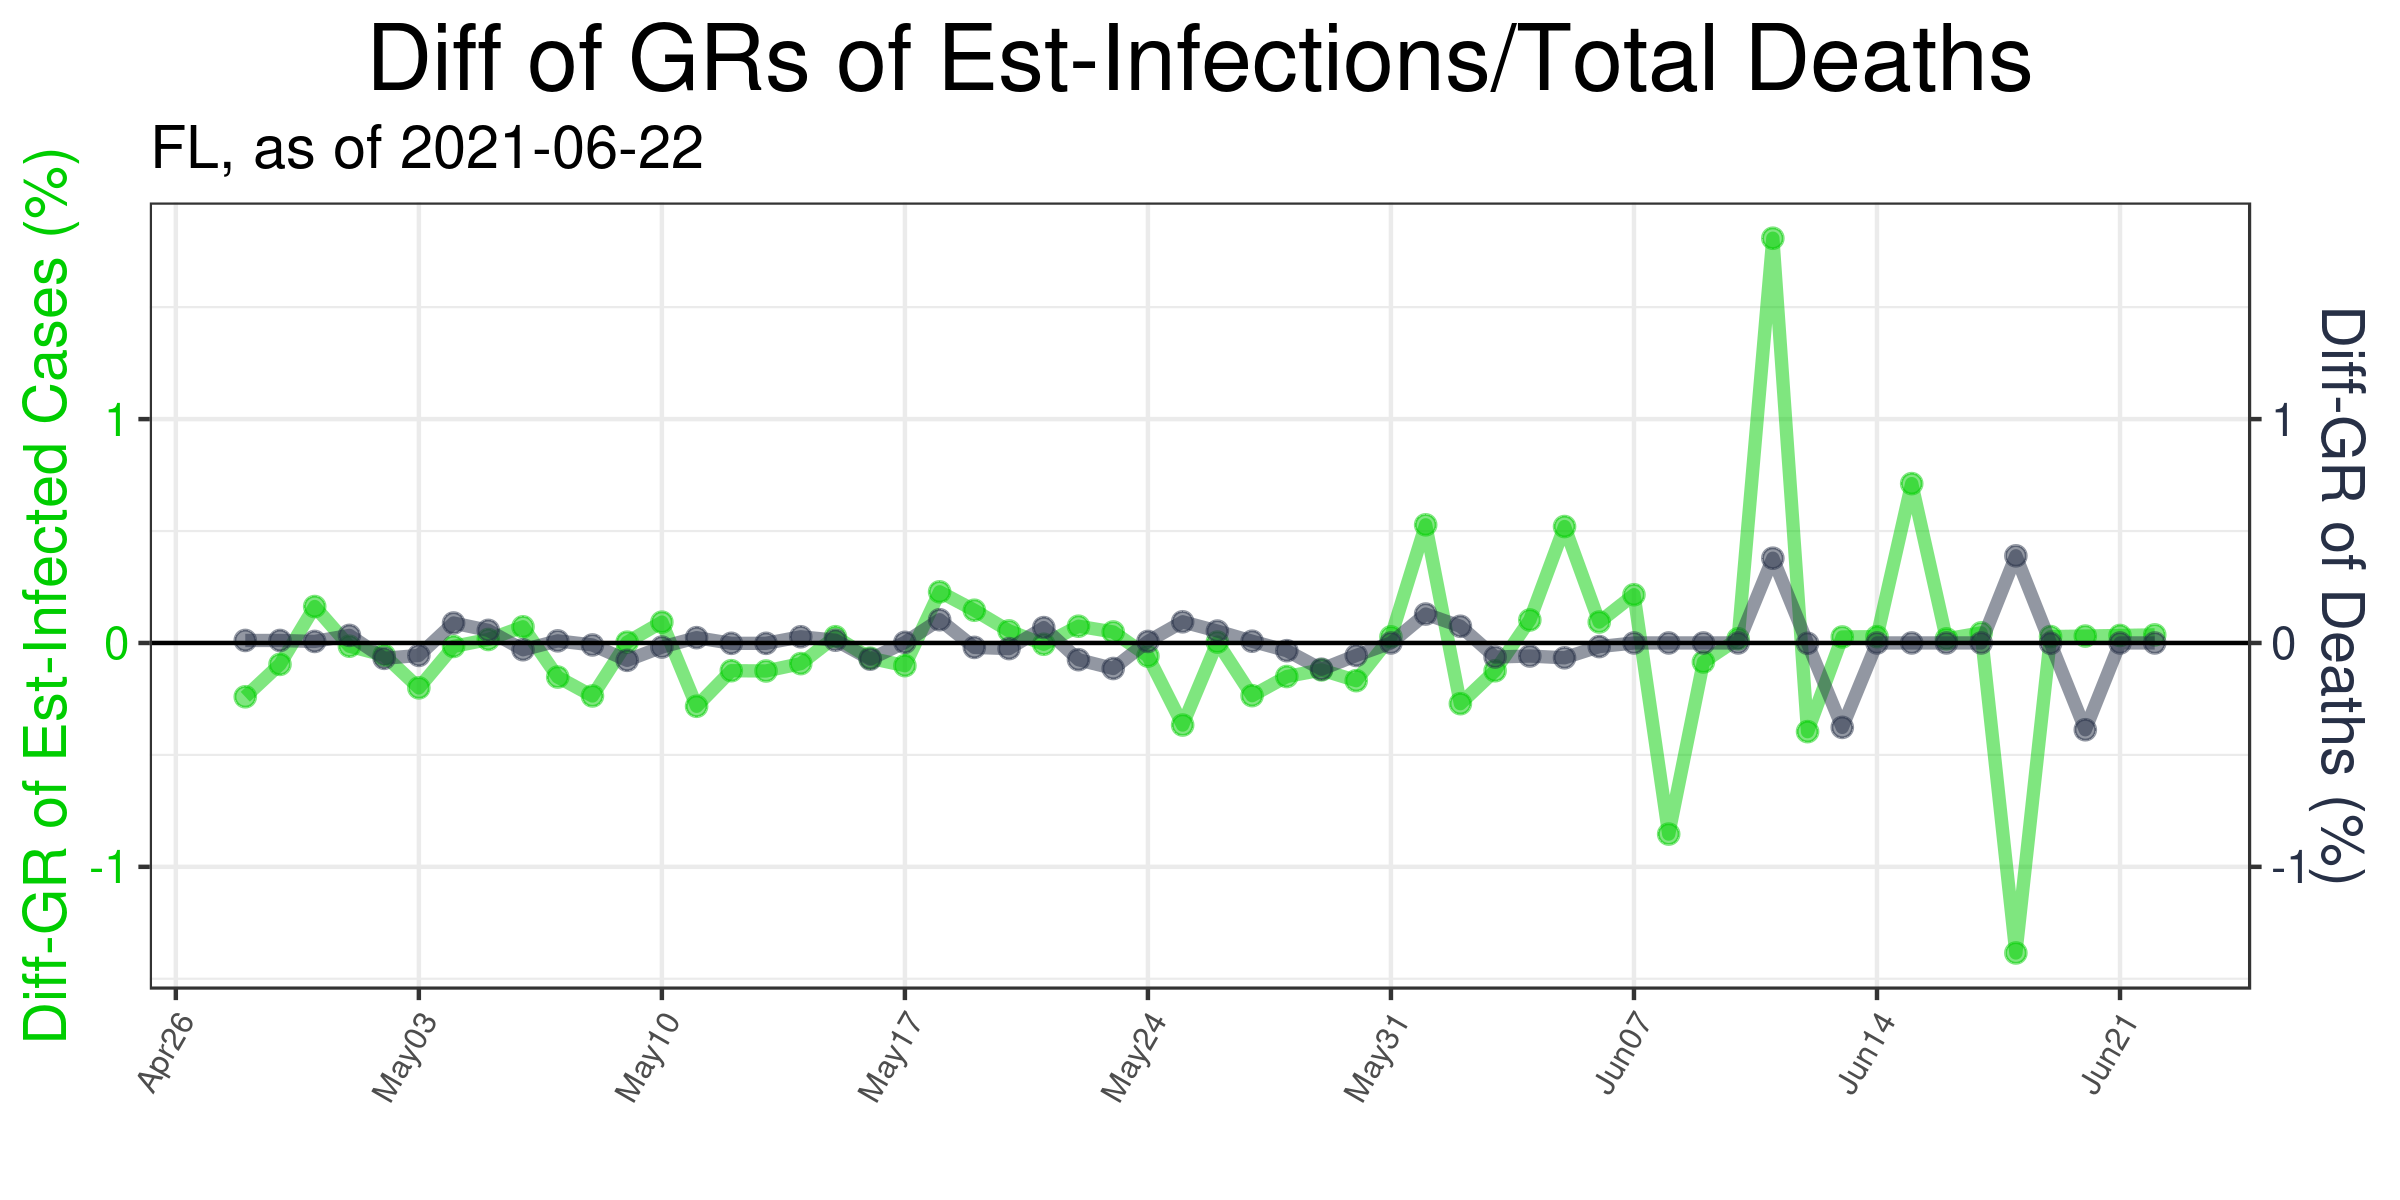 Diff of GRs of Est-Infections/Total Deaths
FL, as of 2021-06-22
Diff-GR of Est-Infected Cases (%)
1
0
-1
1
0
-1
Diff-GR of Deaths (%)
Apr26
May03
May10
May17
May24
May31
Jun07
Jun14
Jun21